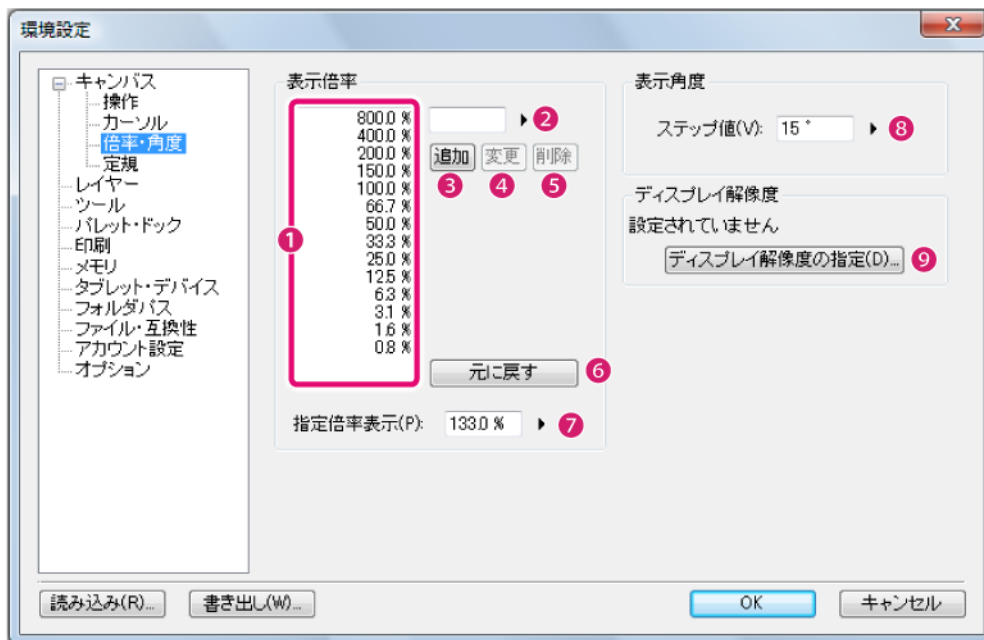 環境設定
キャンバス
操作
カーソル
倍率・角度
定規
レイヤー
ツール
パレット・ドック
印刷
メモリ
タブレット・デバイス
フォルダパス
ファイル・互換性
アカウント設定
オプション
表示倍率
❶
800.0 %
400.0 %
200.0 %
150.0 %
100.0 %
66.7 %
50.0 %
33.3 %
25.0 %
12.5 %
6.3 %
3.1 %
1.6 %
0.8 %
❷
追加 変更 削除
❸ ❹ ❺
元に戻す ❻
指定倍率表示(P): 133.0 % ❼
表示角度
ステップ値(V): 15 ° ❽
ディスプレイ解像度
設定されていません
ディスプレイ解像度の指定(D)... ❾
読み込み(R)... 書き出し(W)... OK キャンセル